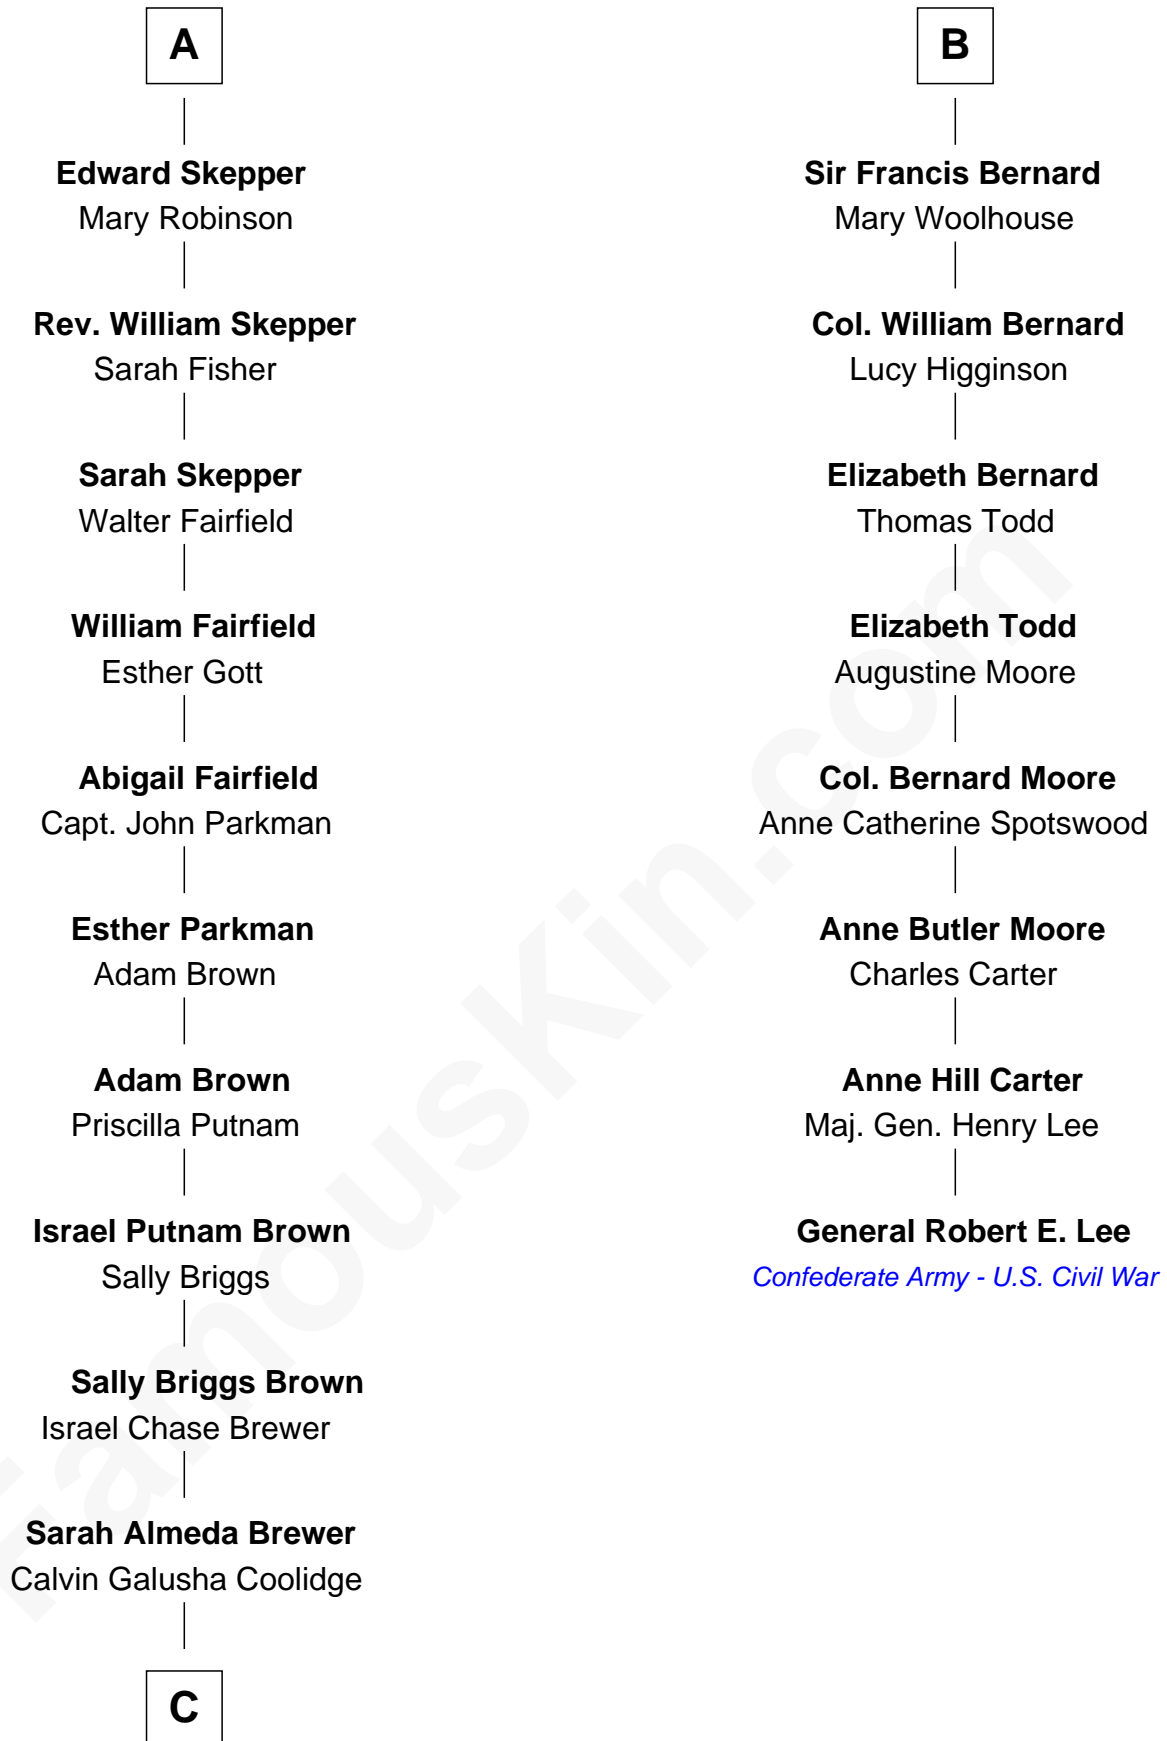 A
Edward Skepper
Mary Robinson
Rev. William Skepper
Sarah Fisher
Sarah Skepper
Walter Fairfield
William Fairfield
Esther Gott
Abigail Fairfield
Capt. John Parkman
Esther Parkman
Adam Brown
Adam Brown
Priscilla Putnam
Israel Putnam Brown
Sally Briggs
Sally Briggs Brown
Israel Chase Brewer
Sarah Almeda Brewer
Calvin Galusha Coolidge
C
B
Sir Francis Bernard
Mary Woolhouse
Col. William Bernard
Lucy Higginson
Elizabeth Bernard
Thomas Todd
Elizabeth Todd
Augustine Moore
Col. Bernard Moore
Anne Catherine Spotswood
Anne Butler Moore
Charles Carter
Anne Hill Carter
Maj. Gen. Henry Lee
General Robert E. Lee
Confederate Army - U.S. Civil War
FamousKin.com